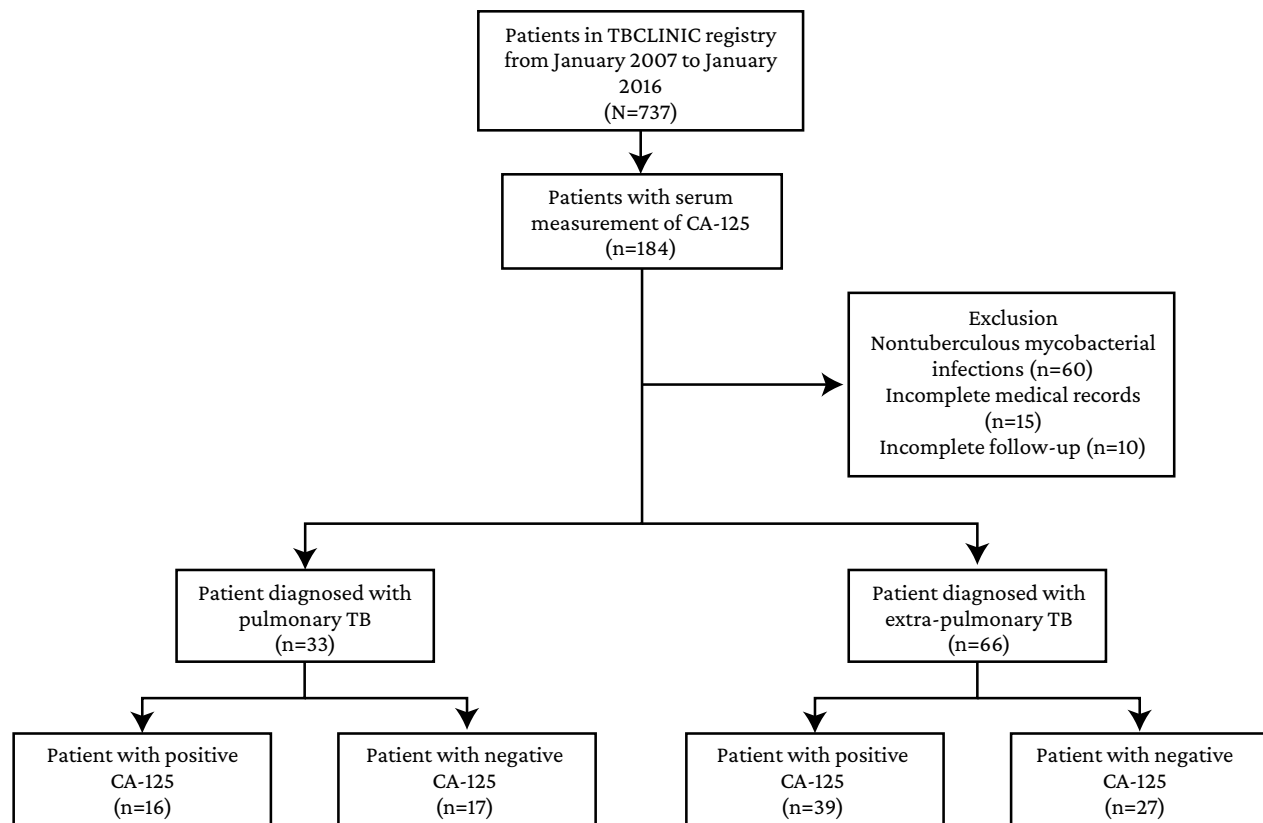 Patients in TBCLINIC registry
from January 2007 to January
2016
(N=737)
Patients with serum
measurement of CA-125
(n=184)
Exclusion
Nontuberculous mycobacterial
infections (n=60)
Incomplete medical records
(n=15)
Incomplete follow-up (n=10)
Patient diagnosed with
pulmonary TB
(n=33)
Patient diagnosed with
extra-pulmonary TB
(n=66)
Patient with positive
CA-125
(n=16)
Patient with negative
CA-125
(n=17)
Patient with positive
CA-125
(n=39)
Patient with negative
CA-125
(n=27)